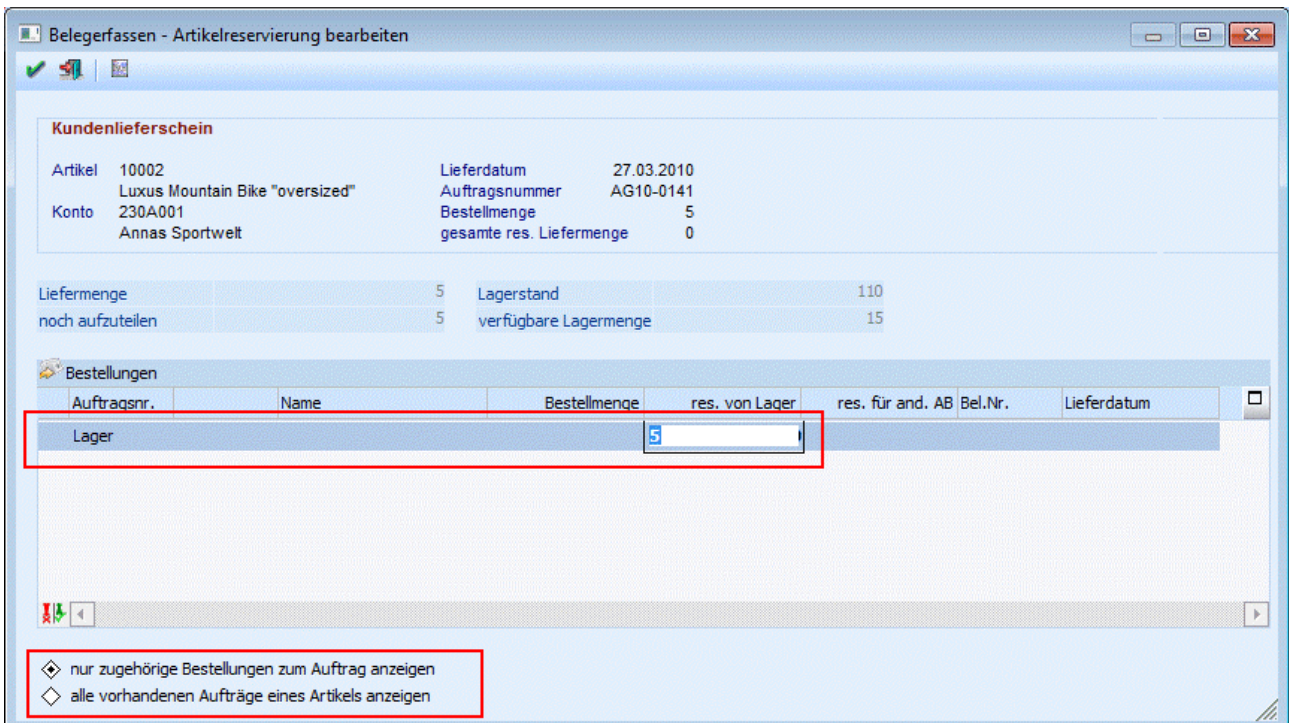 Belegerfassen - Artikelreservierung bearbeiten
Kundenlieferschein
Artikel 10002 Lieferdatum 27.03.2010
Luxus Mountain Bike "oversized" Auftragsnummer AG10-0141
Konto 230A001 Bestellmenge 5
Annas Sportwelt gesamte res. Liefermenge 0
Liefermenge 5 Lagerstand 110
noch aufzuteilen 5 verfügbare Lagermenge 15
Bestellungen
Auftragsnr. Name Bestellmenge res. von Lager res. für and. AB Bel.Nr. Lieferdatum
Lager 5
nur zugehörige Bestellungen zum Auftrag anzeigen
alle vorhandenen Aufträge eines Artikels anzeigen